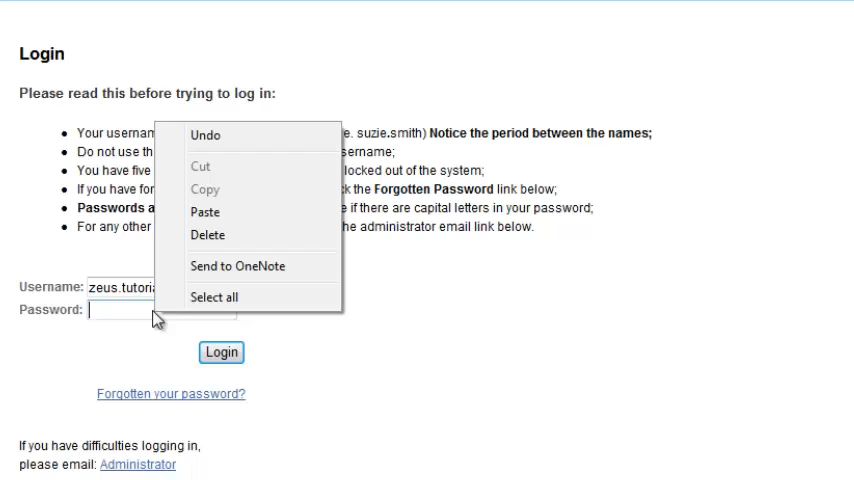 Login
Please read this before trying to log in:
Your usernam e. suzie.smith) Notice the period between the names;
Do not use th sername;
You have five locked out of the system;
If you have for k the Forgotten Password link below;
Passwords a e if there are capital letters in your password;
For any other he administrator email link below.
Undo
Cut
Copy
Paste
Delete
Send to OneNote
Select all
Username: zeus.tutoria
Password:
Login
Forgotten your password?
If you have difficulties logging in,
please email: Administrator